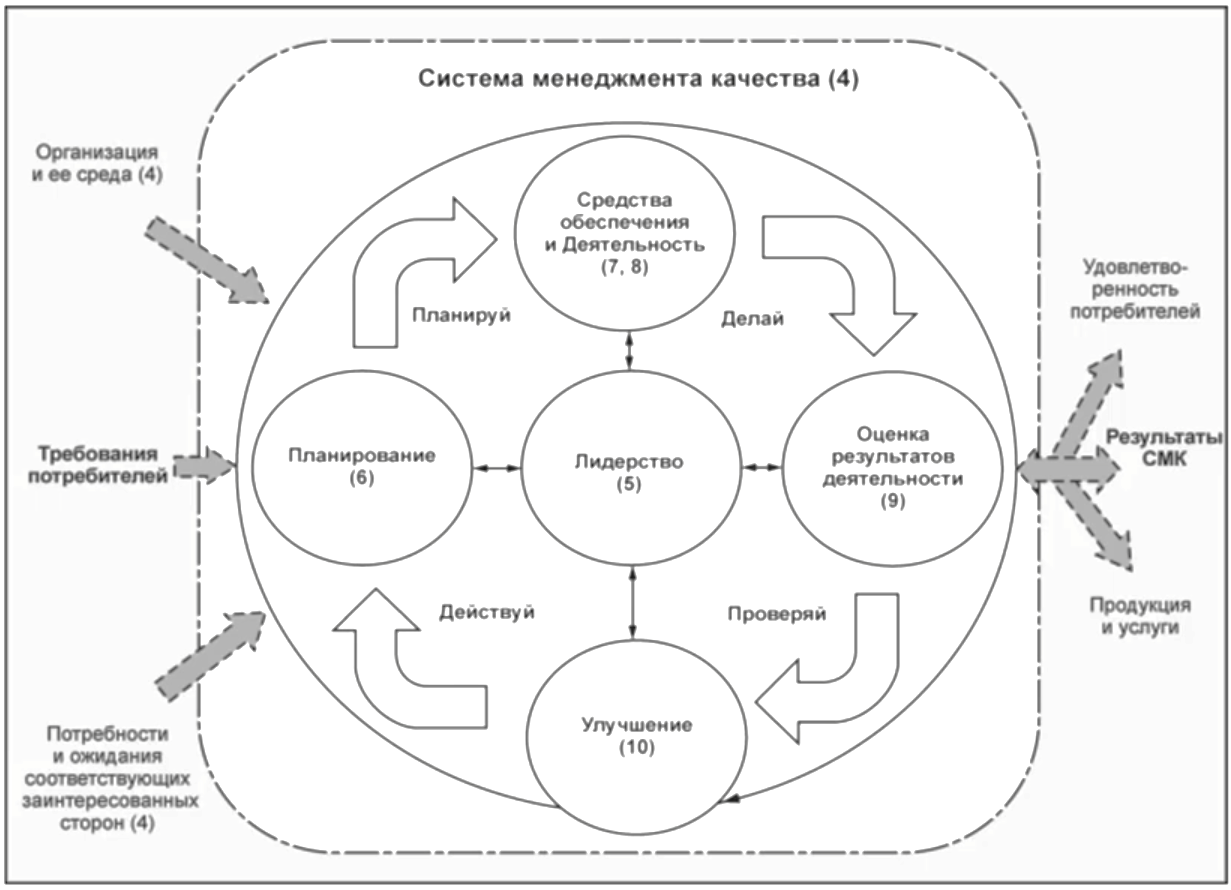 Система менеджмента качества (4)
Организация
и ее среда (4)
Требования
потребителей
Потребности
и ожидания
соответствующих
заинтересованных
сторон (4)
Средства
обеспечения
и Деятельность
(7, 8)
Планируй
Делай
Планирование
(6)
Лидерство
(5)
Оценка
результатов
деятельности
(9)
Действуй
Проверяй
Улучшение
(10)
Удовлетво-
ренность
потребителей
Результаты
СМК
Продукция
и услуги